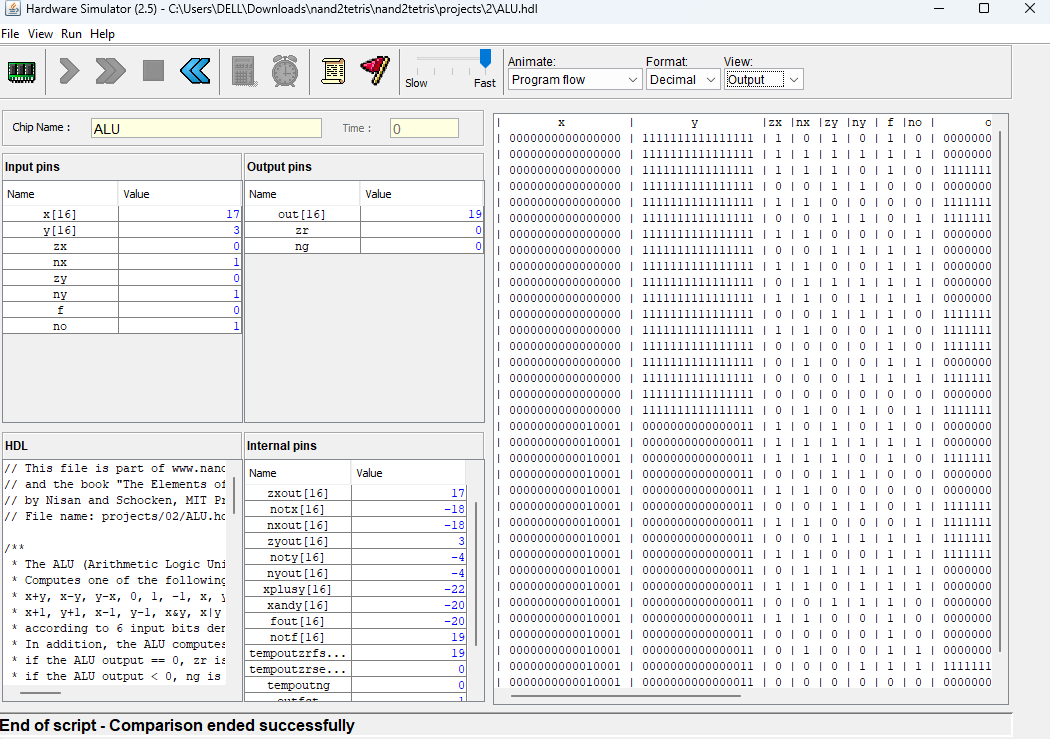 Hardware Simulator (2.5) - C:\Users\DELL\Downloads\nand2tetris\nand2tetris\projects\2\ALU.hdl
File View Run Help
Slow Fast
Animate: Format: View:
Program flow Decimal Output
Chip Name : ALU Time : 0
Input pins
Name Value
x[16] 17
y[16] 3
zx 0
nx 1
zy 0
ny 1
f 0
no 1
Output pins
Name Value
out[16] 19
zr 0
ng 0
HDL
// This file is part of www.nand
// and the book "The Elements of
// by Nisan and Schocken, MIT Pr
// File name: projects/02/ALU.hd
/**
* The ALU (Arithmetic Logic Uni
* Computes one of the following
* x+y, x-y, y-x, 0, 1, -1, x, y
* x+1, y+1, x-1, y-1, x&y, x|y
* according to 6 input bits den
* In addition, the ALU computes
* if the ALU output == 0, zr is
* if the ALU output < 0, ng is
Internal pins
Name Value
zxout[16] 17
notx[16] -18
nxout[16] -18
zyout[16] 3
noty[16] -4
nyout[16] -4
xplusy[16] -22
xandy[16] -20
fout[16] -20
notf[16] 19
tempoutzrfs... 19
tempoutzrse... 0
tempoutng 0
| x | y |zx |nx |zy |ny | f |no | o
| 0000000000000000 | 1111111111111111 | 1 | 0 | 1 | 0 | 1 | 0 | 0000000
| 0000000000000000 | 1111111111111111 | 1 | 1 | 1 | 1 | 1 | 1 | 0000000
| 0000000000000000 | 1111111111111111 | 1 | 1 | 1 | 0 | 1 | 0 | 1111111
| 0000000000000000 | 1111111111111111 | 0 | 0 | 1 | 1 | 0 | 0 | 0000000
| 0000000000000000 | 1111111111111111 | 1 | 1 | 0 | 0 | 0 | 0 | 1111111
| 0000000000000000 | 1111111111111111 | 0 | 0 | 1 | 1 | 0 | 1 | 1111111
| 0000000000000000 | 1111111111111111 | 1 | 1 | 0 | 0 | 0 | 1 | 0000000
| 0000000000000000 | 1111111111111111 | 0 | 0 | 1 | 1 | 1 | 1 | 0000000
| 0000000000000000 | 1111111111111111 | 1 | 1 | 0 | 0 | 1 | 1 | 0000000
| 0000000000000000 | 1111111111111111 | 0 | 1 | 1 | 1 | 1 | 1 | 0000000
| 0000000000000000 | 1111111111111111 | 1 | 1 | 0 | 1 | 1 | 1 | 0000000
| 0000000000000000 | 1111111111111111 | 0 | 0 | 1 | 1 | 1 | 0 | 1111111
| 0000000000000000 | 1111111111111111 | 1 | 1 | 0 | 0 | 1 | 0 | 1111111
| 0000000000000000 | 1111111111111111 | 0 | 0 | 0 | 0 | 1 | 0 | 1111111
| 0000000000000000 | 1111111111111111 | 0 | 1 | 0 | 0 | 1 | 1 | 0000000
| 0000000000000000 | 1111111111111111 | 0 | 0 | 0 | 1 | 1 | 1 | 1111111
| 0000000000000000 | 1111111111111111 | 0 | 0 | 0 | 0 | 0 | 0 | 0000000
| 0000000000000000 | 1111111111111111 | 0 | 1 | 0 | 1 | 0 | 1 | 1111111
| 0000000000010001 | 0000000000000011 | 1 | 0 | 1 | 0 | 1 | 0 | 0000000
| 0000000000010001 | 0000000000000011 | 1 | 1 | 1 | 1 | 1 | 1 | 0000000
| 0000000000010001 | 0000000000000011 | 1 | 1 | 1 | 0 | 1 | 0 | 1111111
| 0000000000010001 | 0000000000000011 | 0 | 0 | 1 | 1 | 0 | 0 | 0000000
| 0000000000010001 | 0000000000000011 | 1 | 1 | 0 | 0 | 0 | 0 | 0000000
| 0000000000010001 | 0000000000000011 | 0 | 0 | 1 | 1 | 0 | 1 | 1111111
| 0000000000010001 | 0000000000000011 | 1 | 1 | 0 | 0 | 0 | 1 | 1111111
| 0000000000010001 | 0000000000000011 | 0 | 0 | 1 | 1 | 1 | 1 | 1111111
| 0000000000010001 | 0000000000000011 | 1 | 1 | 0 | 0 | 1 | 1 | 1111111
| 0000000000010001 | 0000000000000011 | 0 | 1 | 1 | 1 | 1 | 1 | 0000000
| 0000000000010001 | 0000000000000011 | 1 | 1 | 0 | 1 | 1 | 1 | 0000000
| 0000000000010001 | 0000000000000011 | 0 | 0 | 1 | 1 | 1 | 0 | 0000000
| 0000000000010001 | 0000000000000011 | 1 | 1 | 0 | 0 | 1 | 0 | 0000000
| 0000000000010001 | 0000000000000011 | 0 | 0 | 0 | 0 | 1 | 0 | 0000000
| 0000000000010001 | 0000000000000011 | 0 | 1 | 0 | 0 | 1 | 1 | 0000000
| 0000000000010001 | 0000000000000011 | 0 | 0 | 0 | 1 | 1 | 1 | 1111111
| 0000000000010001 | 0000000000000011 | 0 | 0 | 0 | 0 | 0 | 0 | 0000000
End of script - Comparison ended successfully